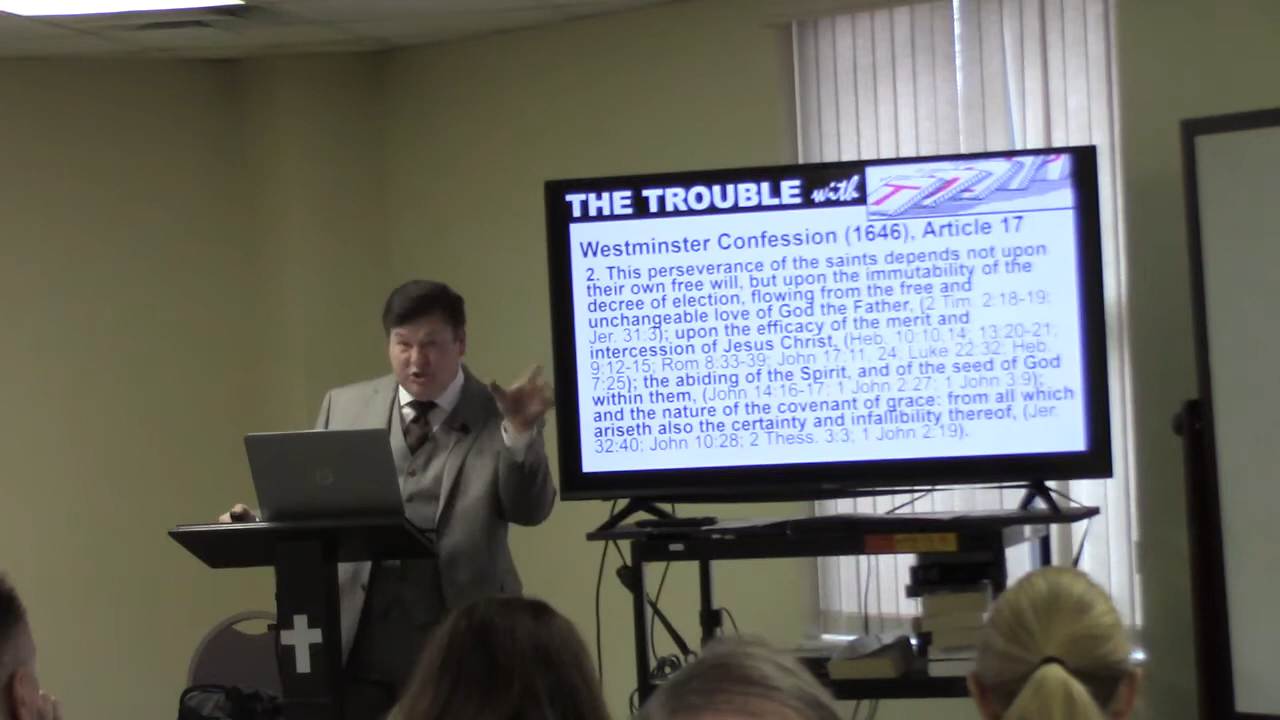 THE TROUBLE with
Westminster Confession (1646), Article 17
2. This perseverance of the saints depends not upon
their own free will, but upon the immutability of the
decree of election, flowing from the free and
unchangeable love of God the Father, (2 Tim. 2:18-19;
Jer. 31:3); upon the efficacy of the merit and
intercession of Jesus Christ, (Heb. 10:10,14; 13:20-21;
9:12-15; Rom 8:33-39; John 17:11, 24; Luke 22:32; Heb.
7:25); the abiding of the Spirit, and of the seed of God
within them, (John 14:16-17; 1 John 2:27; 1 John 3:9);
and the nature of the covenant of grace: from all which
ariseth also the certainty and infallibility thereof, (Jer.
32:40; John 10:28; 2 Thess. 3:3; 1 John 2:19).